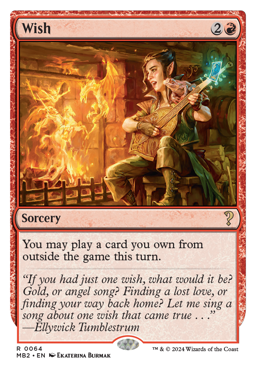 Wish 2
Sorcery
You may play a card you own from
outside the game this turn.
“If you had just one wish, what would it be?
Gold, or angel song? Finding a lost love, or
finding your way back home? Let me sing a
song about one wish that came true . . .”
—Ellywick Tumblestrum
R 0064
MB2 • EN Ekaterina Burmak
™ & © 2024 Wizards of the Coast